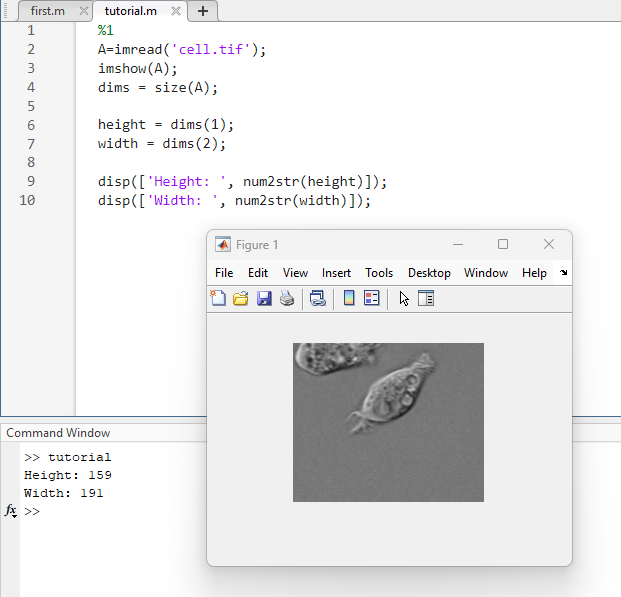 first.m
tutorial.m
1 %1
2 A=imread('cell.tif');
3 imshow(A);
4 dims = size(A);
5
6 height = dims(1);
7 width = dims(2);
8
9 disp(['Height: ', num2str(height)]);
10 disp(['Width: ', num2str(width)]);
Figure 1
File Edit View Insert Tools Desktop Window Help
Command Window
>> tutorial
Height: 159
Width: 191
fx >>